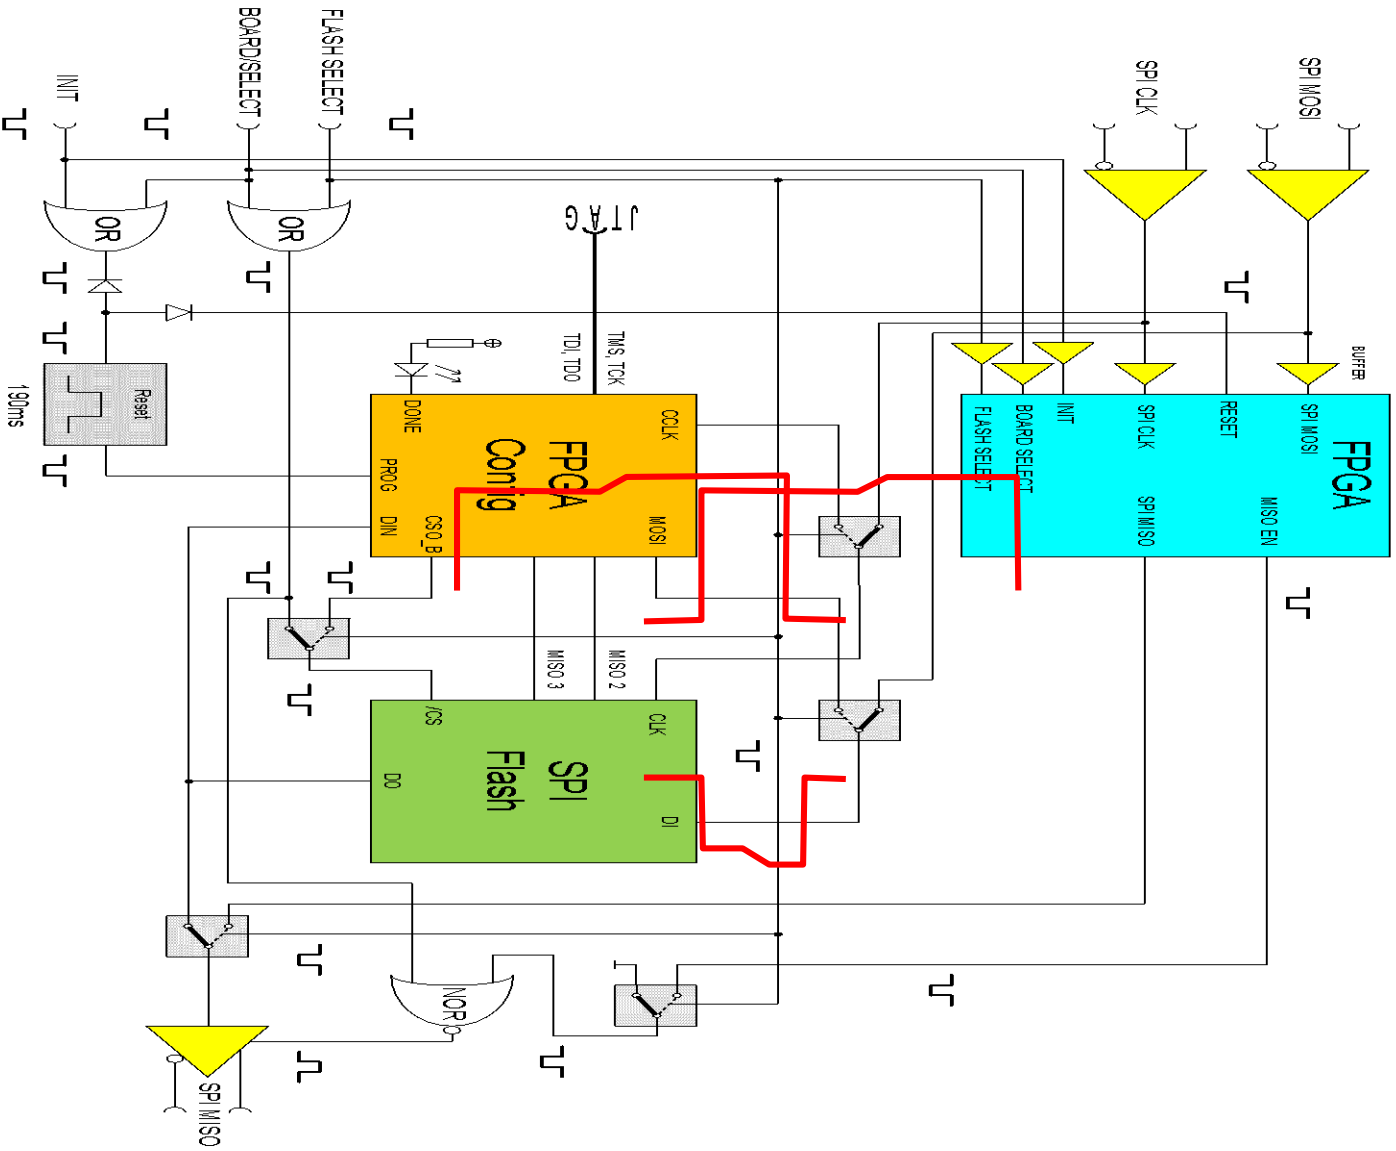 FLASH SELECT
BOARD/SELECT
INIT
SPI CLK
SPI MOSI
OR
OR
JTAG
TMS, TCK
TDI, TDO
BUFFER
Reset
190ms
DONE
PROG
DIN
CSO_B
FPGA
Config
CCLK
MOSI
FLASH SELECT
BOARD SELECT
INIT
SPI CLK
RESET
SPI MOSI
FPGA
SPI MISO
MISO EN
MISO 3
MISO 2
/CS
CLK
DO
SPI
Flash
DI
NOR
SPI MISO